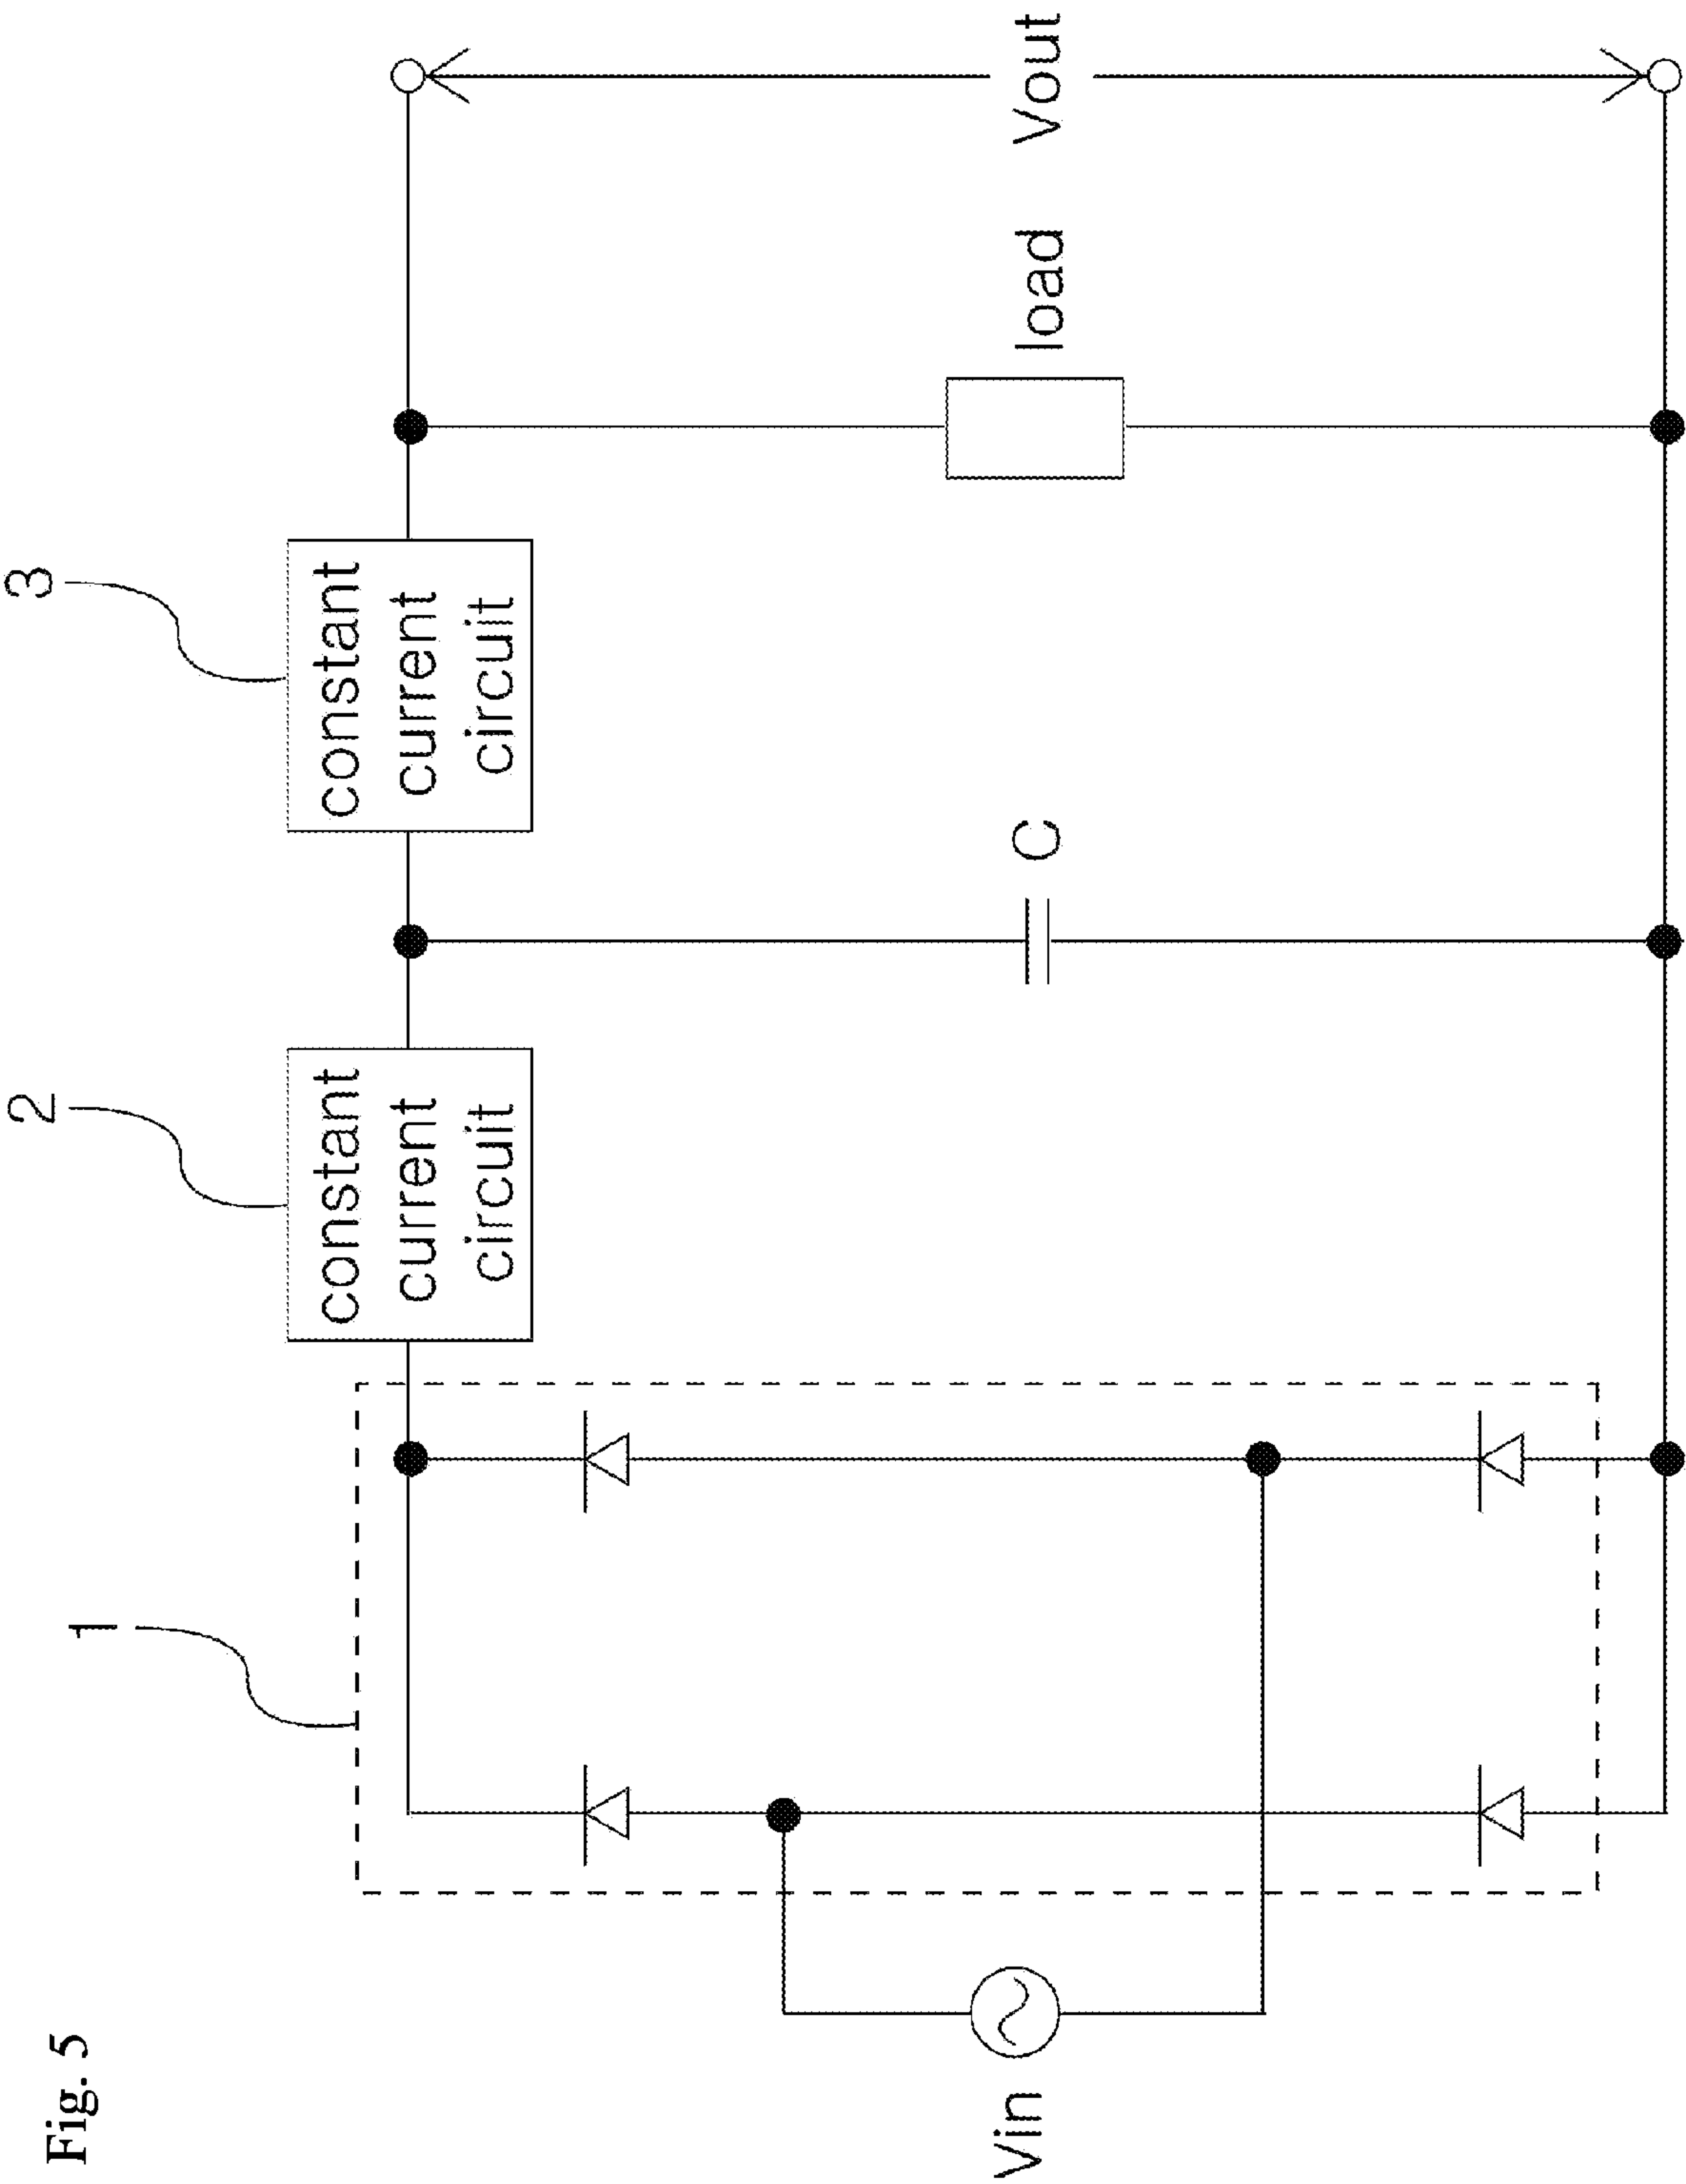 Fig. 5
1
2
3
constant
current
circuit
constant
current
circuit
Vin
C
load
Vout